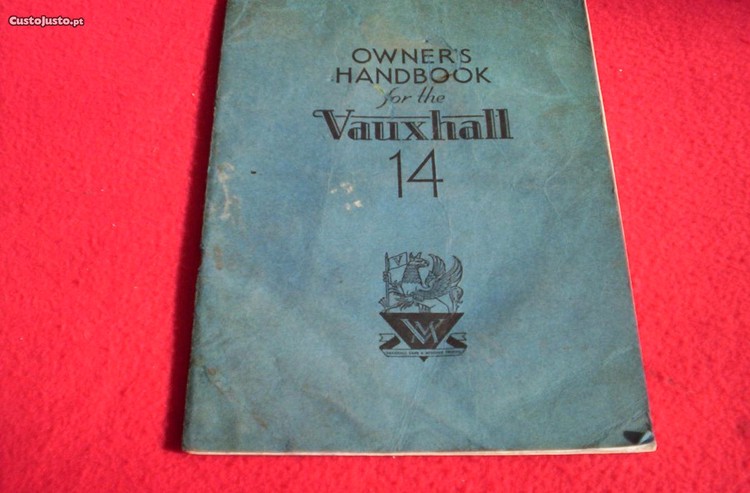 CustoJusto.pt
OWNER'S
HANDBOOK
for the
Vauxhall
14
V M